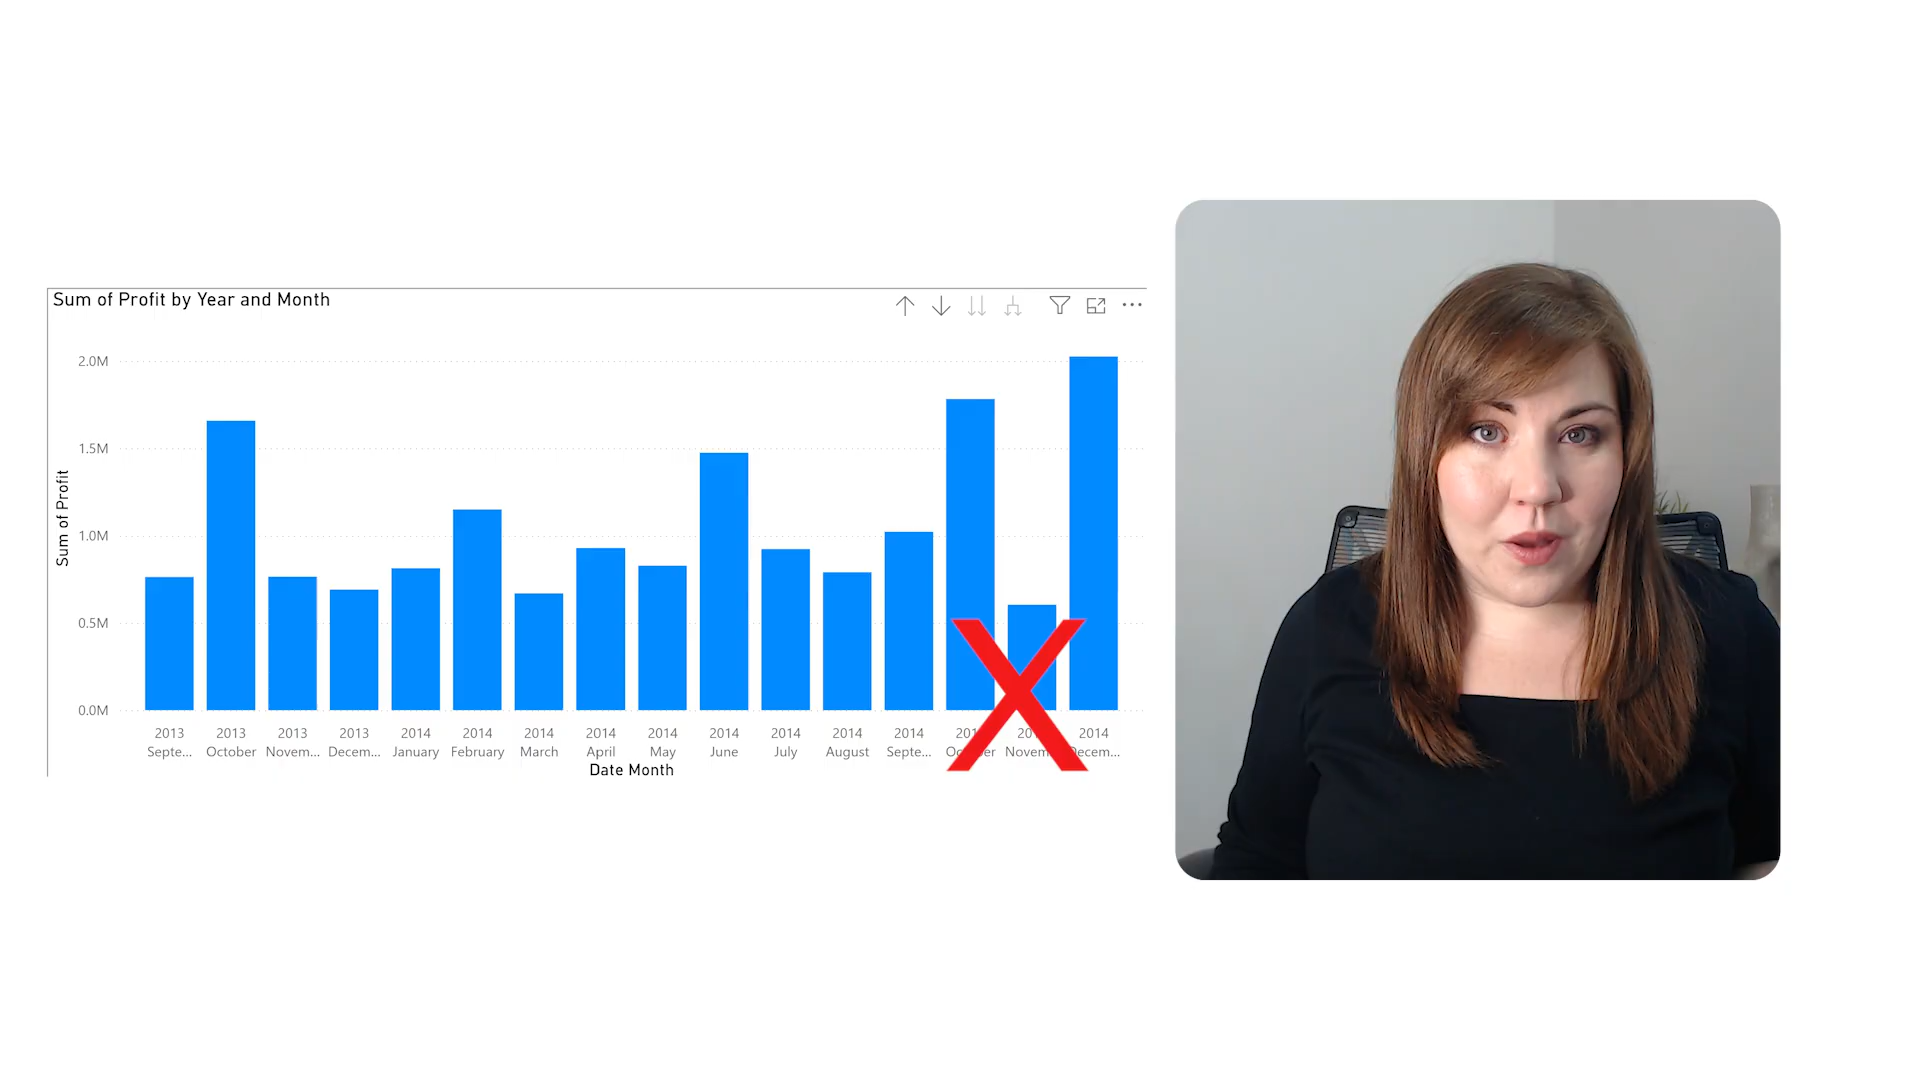 Sum of Profit by Year and Month
2.0M
1.5M
1.0M
0.5M
0.0M
Sum of Profit
2013 2013 2013 2013 2014 2014 2014 2014 2014 2014 2014 2014 2014 2014
Septe... October Novem... Decem... January February March April May June July August Septe... Decem...
Date Month